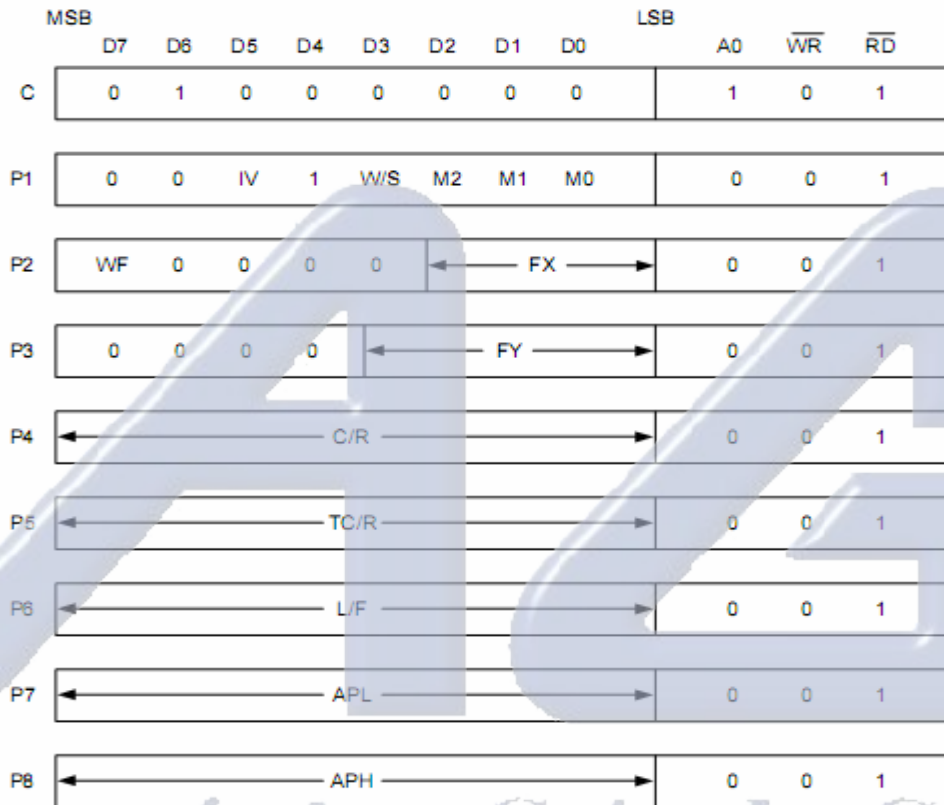 MSB LSB
D7 D6 D5 D4 D3 D2 D1 D0 A0 WR RD
C 0 1 0 0 0 0 0 0 1 0 1
P1 0 0 IV 1 W/S M2 M1 M0 0 0 1
P2 WF 0 0 0 0 FX 0 0 1
P3 0 0 0 0 FY 0 0 1
P4 C/R 0 0 1
P5 TC/R 0 0 1
P6 L/F 0 0 1
P7 APL 0 0 1
P8 APH 0 0 1